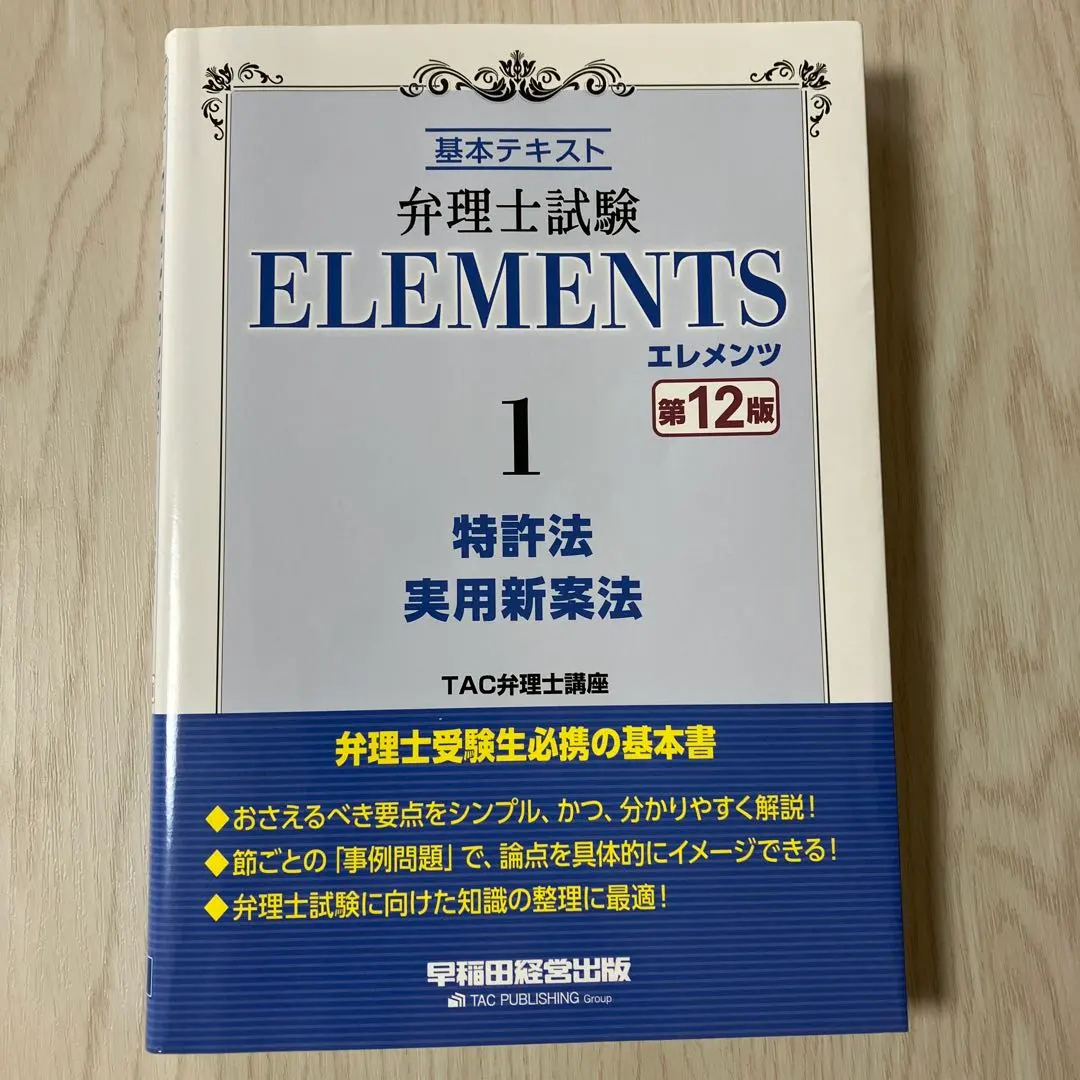 基本テキスト
弁理士試験
ELEMENTS
エレメンツ
第12版
1
特許法
実用新案法
TAC弁理士講座
弁理士受験生必携の基本書
◆おさえるべき要点をシンプル、かつ、分かりやすく解説!
◆節ごとの「事例問題」で、論点を具体的にイメージできる!
◆弁理士試験に向けた知識の整理に最適!
早稲田経営出版
TAC PUBLISHING Group